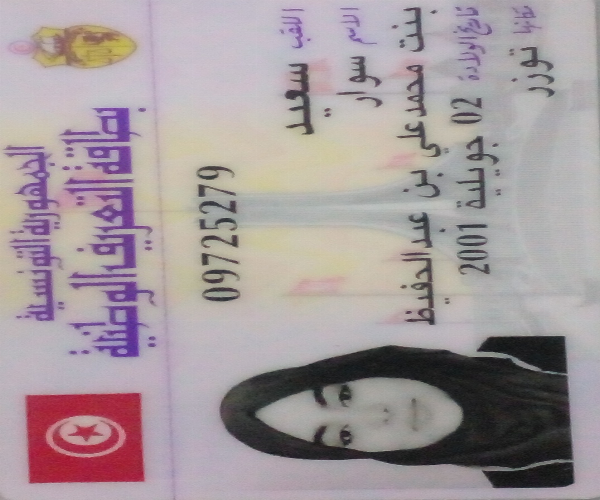 الجمهورية التونسية
بطاقة التعريف الوطنية
09725279
اللقب سعيد
الاسم سوار
بنت محمد علي بن عبد الحفيظ
تاريخ الولادة 02 جويلية 2001
مكانها توزر